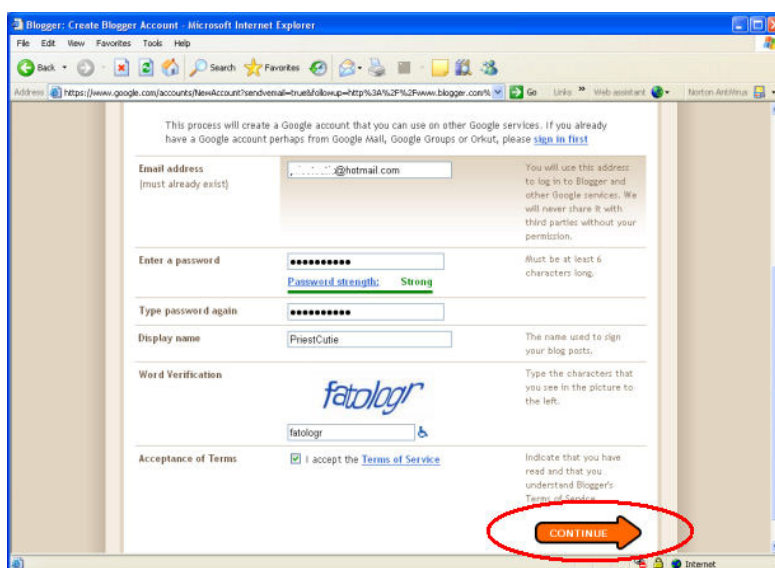 Blogger: Create Blogger Account - Microsoft Internet Explorer
File Edit View Favorites Tools Help
Back Search Favorites
Address https://www.google.com/accounts/NewAccount?sendvemail=true&followup=http%3A%2F%2Fwww.blogger.com% Go Links » Web assistant Norton AntiVirus
This process will create a Google account that you can use on other Google services. If you already
have a Google account perhaps from Google Mail, Google Groups or Orkut, please sign in first
Email address
(must already exist)
@hotmail.com
You will use this address
to log in to Blogger and
other Google services. We
will never share it with
third parties without your
permission.
Enter a password
Must be at least 6
characters long.
Password strength: Strong
Type password again
Display name
PriestCutie
The name used to sign
your blog posts.
Word Verification
fatologr
fatologr
Type the characters that
you see in the picture to
the left.
Acceptance of Terms
I accept the Terms of Service
Indicate that you have
read and that you
understand Blogger's
Terms of Service
CONTINUE
Internet